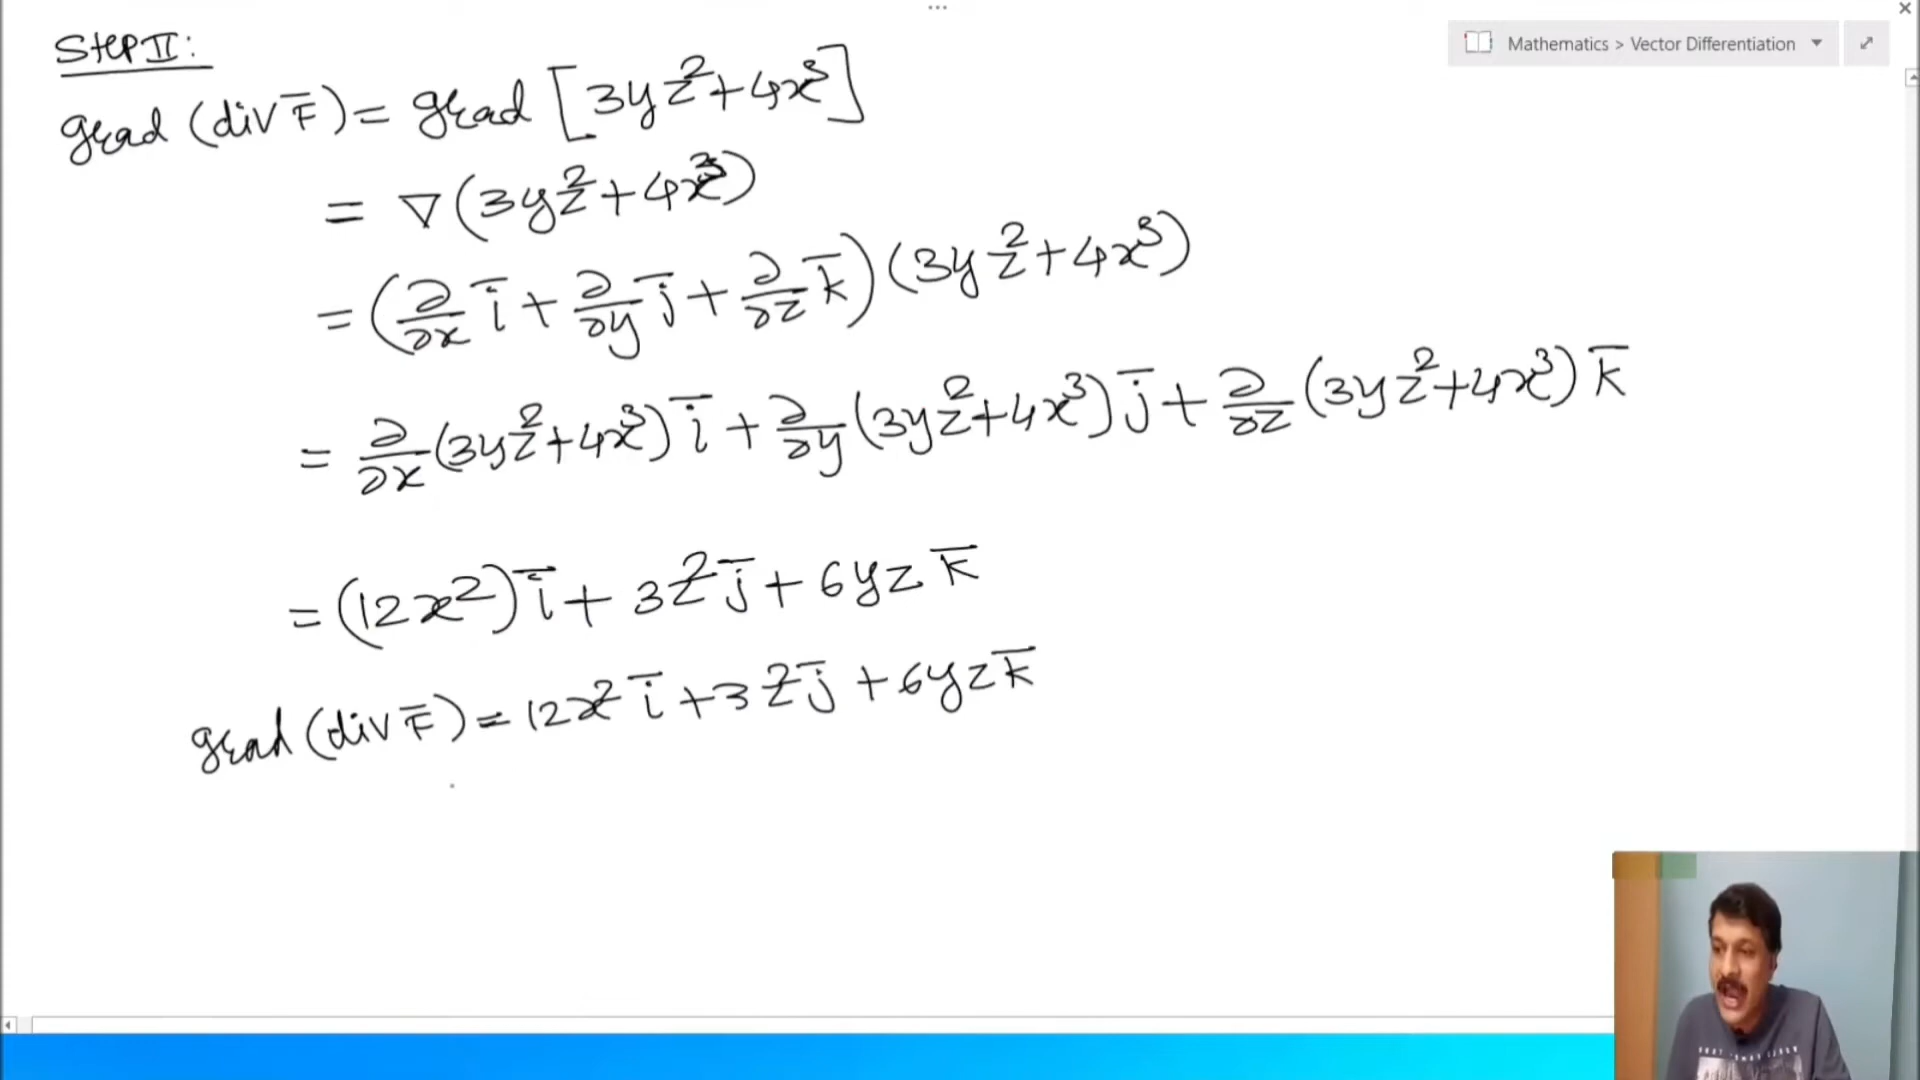 Mathematics > Vector Differentiation
Step II:
grad (div F̅) = grad [3yz²+4x³]
= ∇(3yz²+4x³)
= (∂/∂x i̅ + ∂/∂y j̅ + ∂/∂z k̅) (3yz²+4x³)
= ∂/∂x (3yz²+4x³) i̅ + ∂/∂y (3yz²+4x³) j̅ + ∂/∂z (3yz²+4x³) k̅
= (12x²) i̅ + 3z² j̅ + 6yz k̅
grad (div F̅) = 12x² i̅ + 3z² j̅ + 6yz k̅